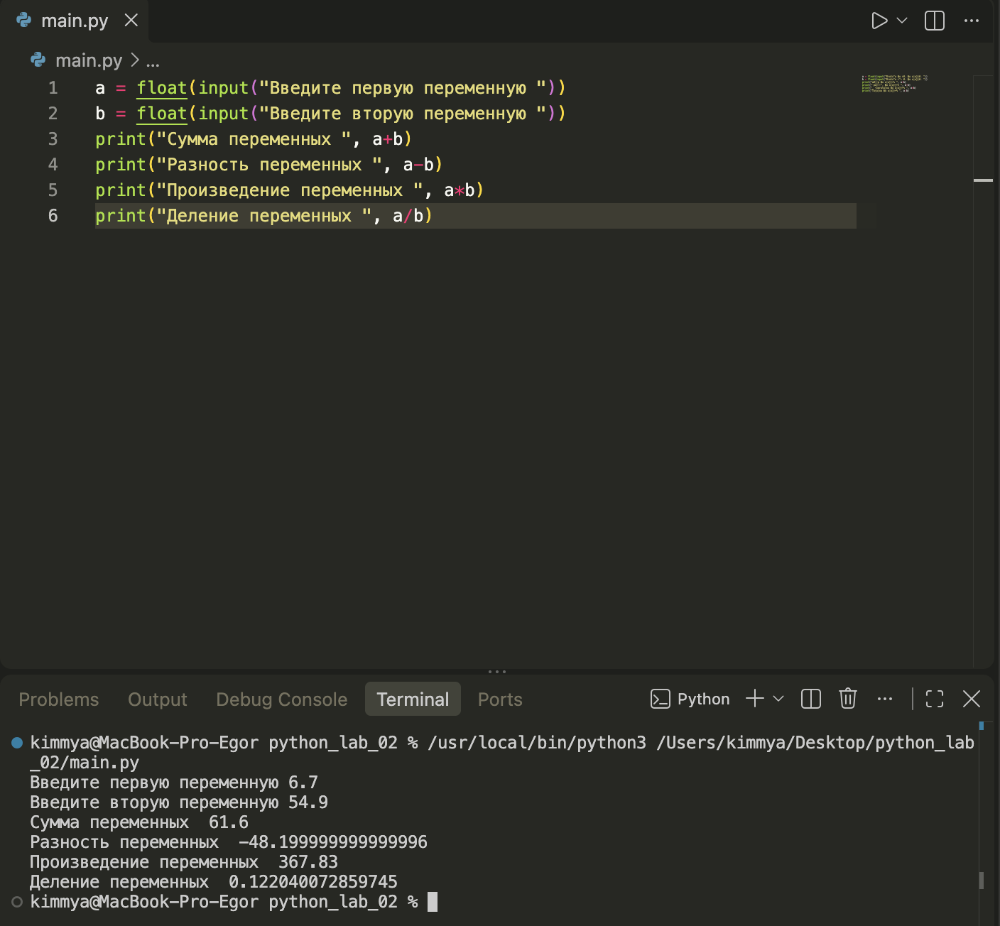 main.py
main.py > ...
1 a = float(input("Введите первую переменную "))
2 b = float(input("Введите вторую переменную "))
3 print("Сумма переменных ", a+b)
4 print("Разность переменных ", a-b)
5 print("Произведение переменных ", a*b)
6 print("Деление переменных ", a/b)
Problems Output Debug Console Terminal Ports Python
kimmya@MacBook-Pro-Egor python_lab_02 % /usr/local/bin/python3 /Users/kimmya/Desktop/python_lab
_02/main.py
Введите первую переменную 6.7
Введите вторую переменную 54.9
Сумма переменных  61.6
Разность переменных  -48.199999999999996
Произведение переменных  367.83
Деление переменных  0.122040072859745
kimmya@MacBook-Pro-Egor python_lab_02 %